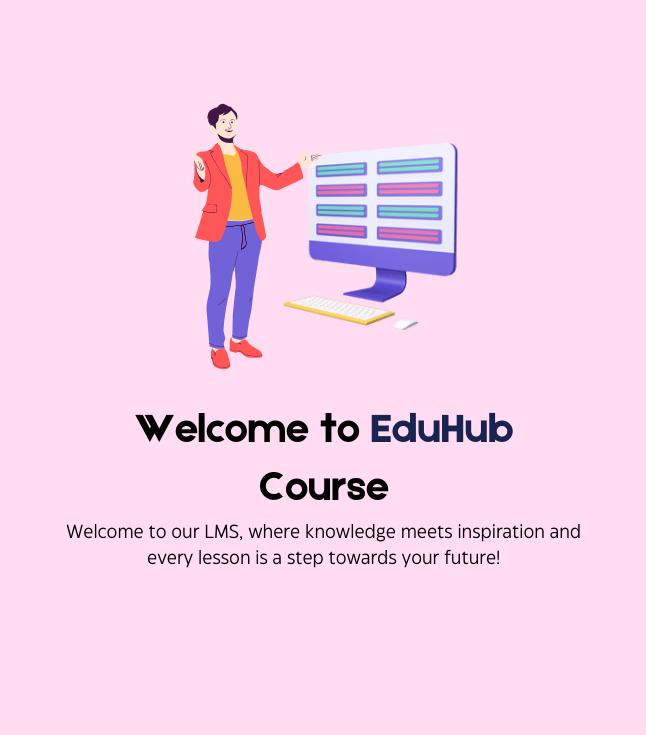 Welcome to EduHub
Course
Welcome to our LMS, where knowledge meets inspiration and
every lesson is a step towards your future!